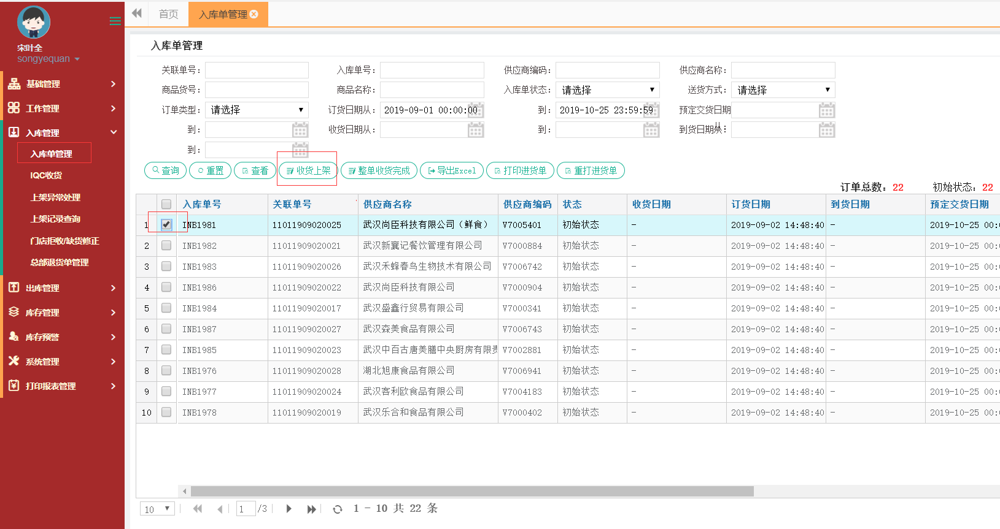 宋叶全
songyequan
基础管理
工作管理
入库管理
入库单管理
IQC收货
上架异常处理
上架记录查询
门店拒收/缺货修正
总部退货单管理
出库管理
库存管理
库存预警
系统管理
打印报表管理
首页 入库单管理
入库单管理
关联单号： 入库单号： 供应商编码： 供应商名称：
商品货号： 商品名称： 入库单状态： 请选择 送货方式： 请选择
订单类型： 请选择 订货日期从： 2019-09-01 00:00:00 到： 2019-10-25 23:59:59 预定交货日期
到： 收货日期从： 到： 到货日期从：
到：
查询 重置 查看 收货上架 整单收货完成 导出Excel 打印进货单 重打进货单
订单总数：22 初始状态：22
入库单号 关联单号 供应商名称 供应商编码 状态 收货日期 订货日期 到货日期 预定交货日期
1 INB1981 11011909020025 武汉尚臣科技有限公司（鲜食） V7005401 初始状态 - 2019-09-02 14:48:40 - 2019-10-25 00:
2 INB1982 11011909020021 武汉新襄记餐饮管理有限公司 V7000884 初始状态 - 2019-09-02 14:48:40 - 2019-10-25 00:
3 INB1983 11011909020026 武汉禾蜂春鸟生物技术有限公司 V7006742 初始状态 - 2019-09-02 14:48:40 - 2019-10-25 00:
4 INB1986 11011909020022 武汉尚臣科技有限公司 V7000904 初始状态 - 2019-09-02 14:48:40 - 2019-10-25 00:
5 INB1984 11011909020017 武汉盛鑫行贸易有限公司 V7000341 初始状态 - 2019-09-02 14:48:40 - 2019-10-25 00:
6 INB1987 11011909020027 武汉森美食品有限公司 V7006743 初始状态 - 2019-09-02 14:48:40 - 2019-10-25 00:
7 INB1985 11011909020023 武汉中百古唐美膳中央厨房有限责 V7002881 初始状态 - 2019-09-02 14:48:40 - 2019-10-25 00:
8 INB1976 11011909020028 湖北旭康食品有限公司 V7006941 初始状态 - 2019-09-02 14:48:40 - 2019-10-25 00:
9 INB1977 11011909020024 武汉客利欧食品有限公司 V7004183 初始状态 - 2019-09-02 14:48:40 - 2019-10-25 00:
10 INB1978 11011909020019 武汉乐合和食品有限公司 V7000402 初始状态 - 2019-09-02 14:48:40 - 2019-10-25 00:
10 1 /3 1 - 10 共 22 条